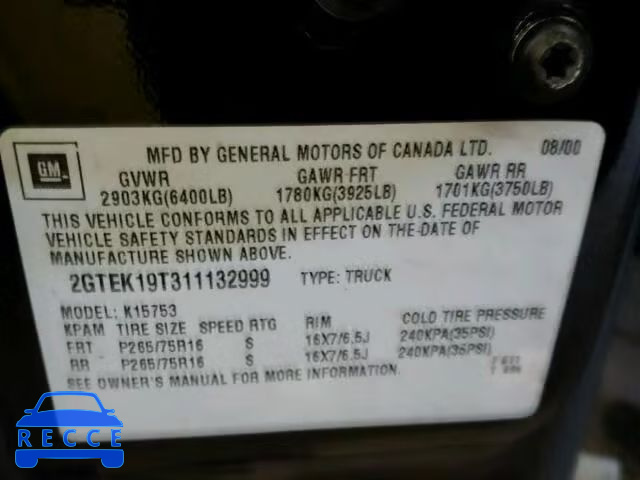 MFD BY GENERAL MOTORS OF CANADA LTD. 08/00
GM
GVWR GAWR FRT GAWR RR
2903KG(6400LB) 1780KG(3925LB) 1701KG(3750LB)
THIS VEHICLE CONFORMS TO ALL APPLICABLE U.S. FEDERAL MOTOR
VEHICLE SAFETY STANDARDS IN EFFECT ON THE DATE OF
MANUFACTURE SHOWN ABOVE.
2GTEK19T311132999 TYPE: TRUCK
MODEL: K15753
KPAM TIRE SIZE SPEED RTG RIM COLD TIRE PRESSURE
FRT P265/75R16 S 16X7/6.5J 240KPA(35PSI)
RR P265/75R16 S 16X7/6.5J 240KPA(35PSI)
SEE OWNER'S MANUAL FOR MORE INFORMATION.
RECCE